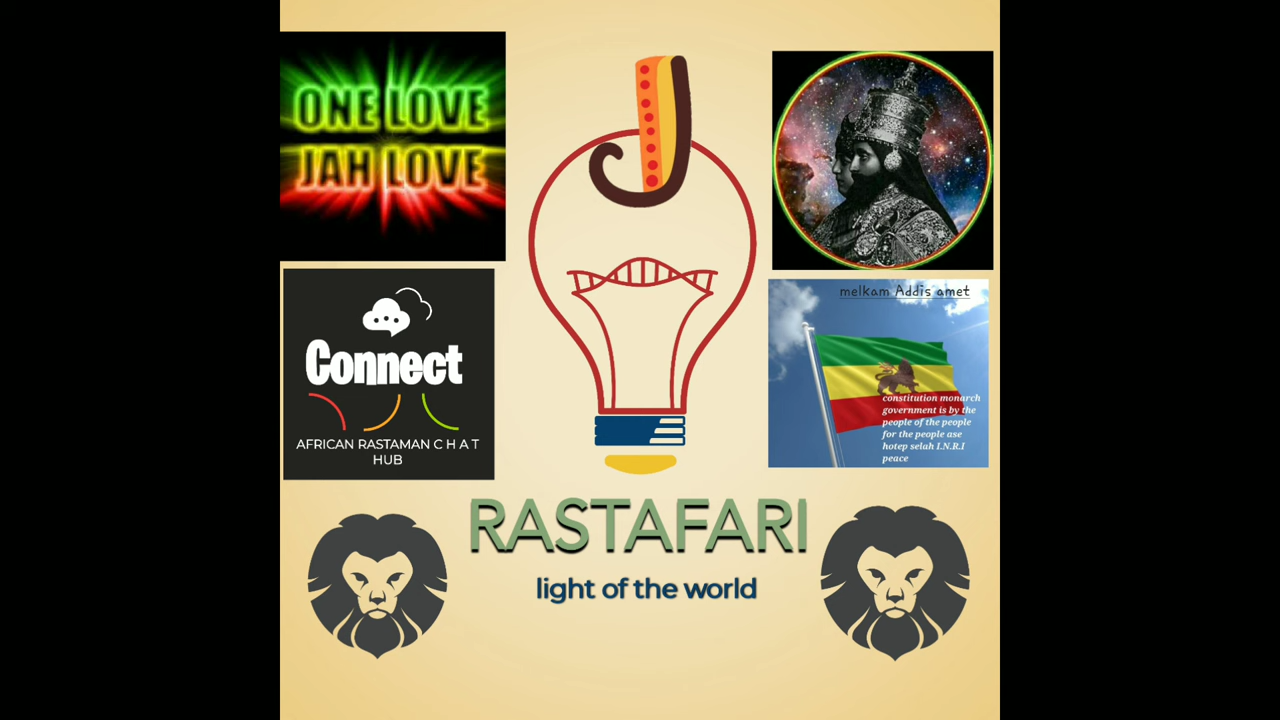 ONE LOVE
JAH LOVE
J
melkam Addis amet
constitution monarch
government is by the
people of the people
for the people ase
hotep selah I.N.R.I
peace
Connect
AFRICAN RASTAMAN C H A T
HUB
RASTAFARI
light of the world